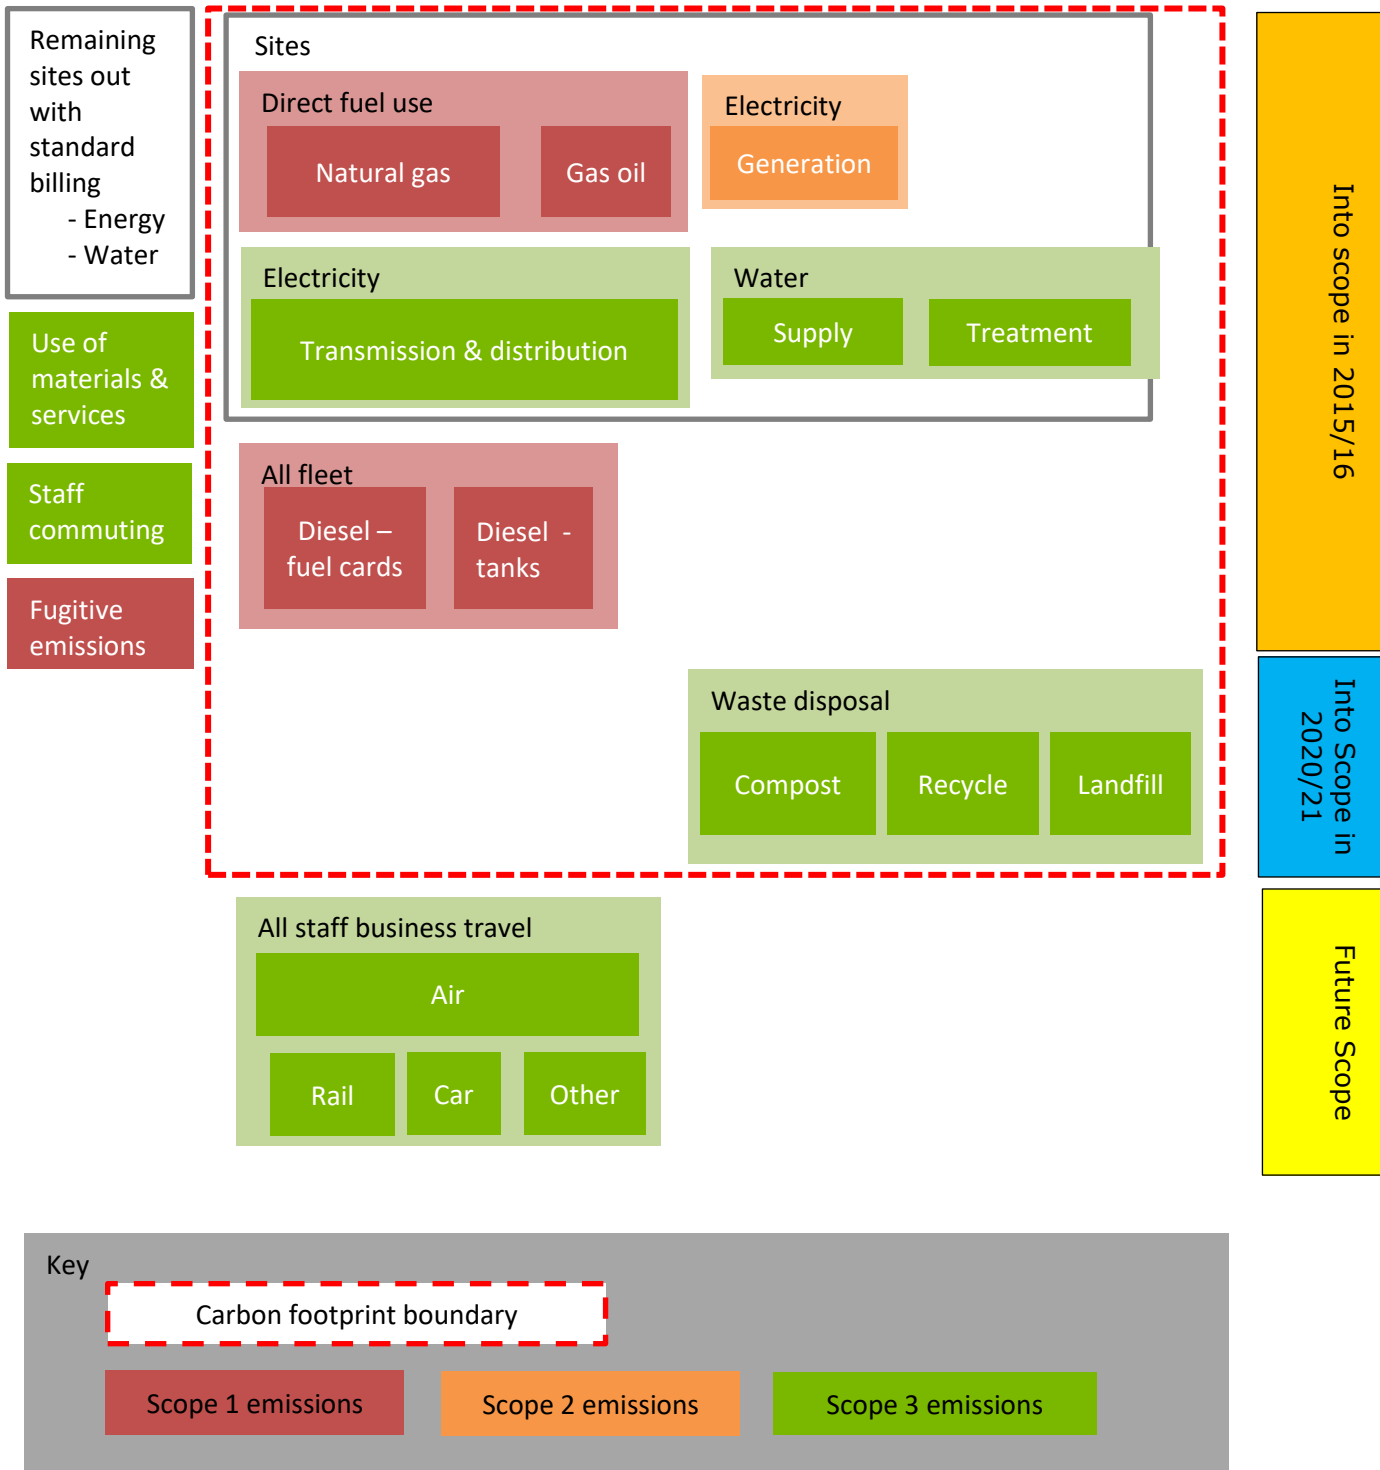 Remaining
sites out
with
standard
billing
- Energy
- Water
Use of
materials &
services
Staff
commuting
Fugitive
emissions
Sites
Direct fuel use
Natural gas
Gas oil
Electricity
Generation
Electricity
Transmission & distribution
Water
Supply
Treatment
All fleet
Diesel –
fuel cards
Diesel -
tanks
Waste disposal
Compost
Recycle
Landfill
All staff business travel
Air
Rail
Car
Other
Into scope in 2015/16
Into Scope in
2020/21
Future Scope
Key
Carbon footprint boundary
Scope 1 emissions
Scope 2 emissions
Scope 3 emissions